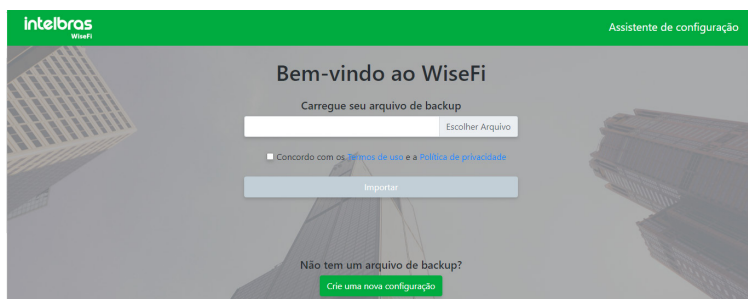 intelbras
WiseFi
Assistente de configuração
Bem-vindo ao WiseFi
Carregue seu arquivo de backup
Escolher Arquivo
Concordo com os Termos de uso e a Política de privacidade
Importar
Não tem um arquivo de backup?
Crie uma nova configuração